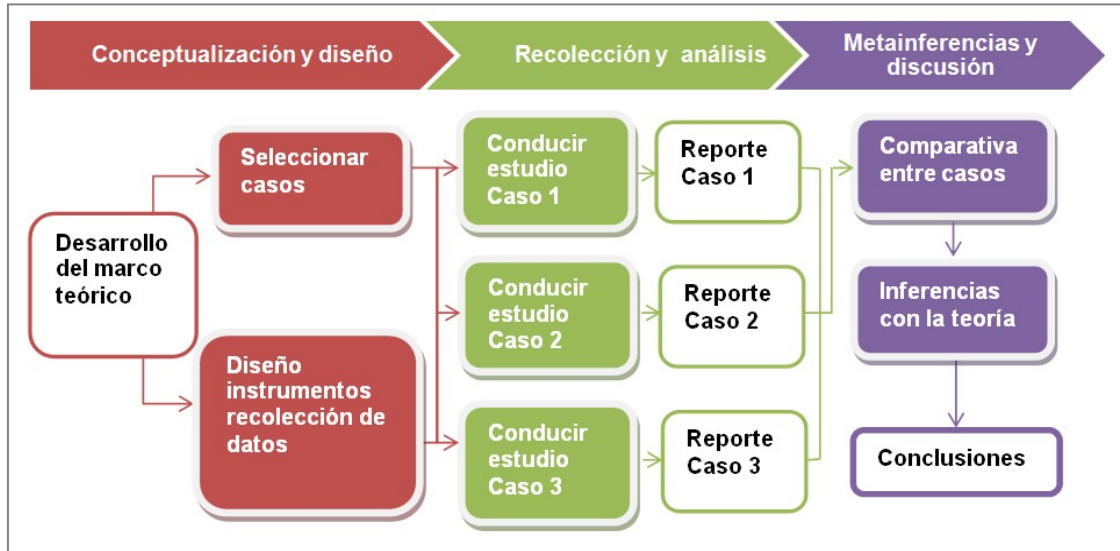 Conceptualización y diseño
Recolección y análisis
Metainferencias y
discusión
Desarrollo
del marco
teórico
Seleccionar
casos
Diseño
instrumentos
recolección de
datos
Conducir
estudio
Caso 1
Reporte
Caso 1
Conducir
estudio
Caso 2
Reporte
Caso 2
Conducir
estudio
Caso 3
Reporte
Caso 3
Comparativa
entre casos
Inferencias
con la teoría
Conclusiones